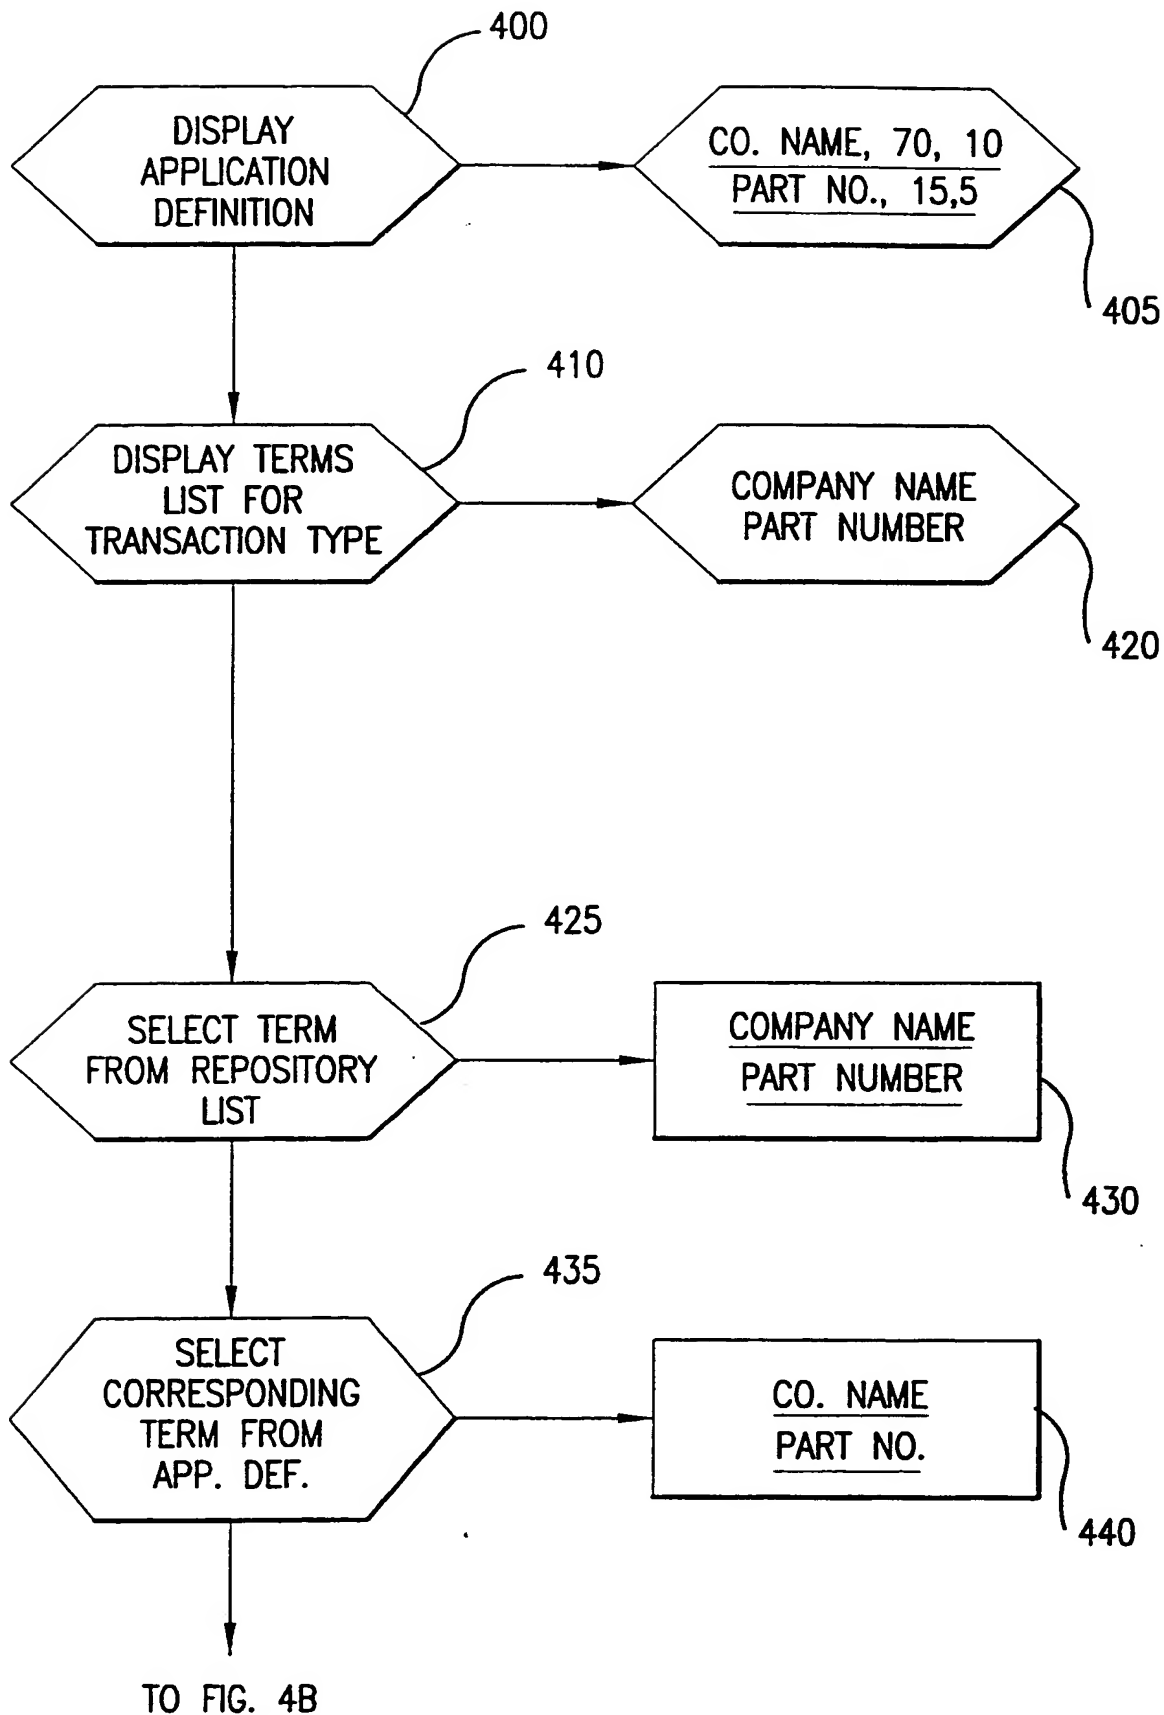 400
DISPLAY
APPLICATION
DEFINITION
CO. NAME, 70, 10
PART NO., 15,5
405
410
DISPLAY TERMS
LIST FOR
TRANSACTION TYPE
COMPANY NAME
PART NUMBER
420
425
SELECT TERM
FROM REPOSITORY
LIST
COMPANY NAME
PART NUMBER
430
435
SELECT
CORRESPONDING
TERM FROM
APP. DEF.
CO. NAME
PART NO.
440
TO FIG. 4B